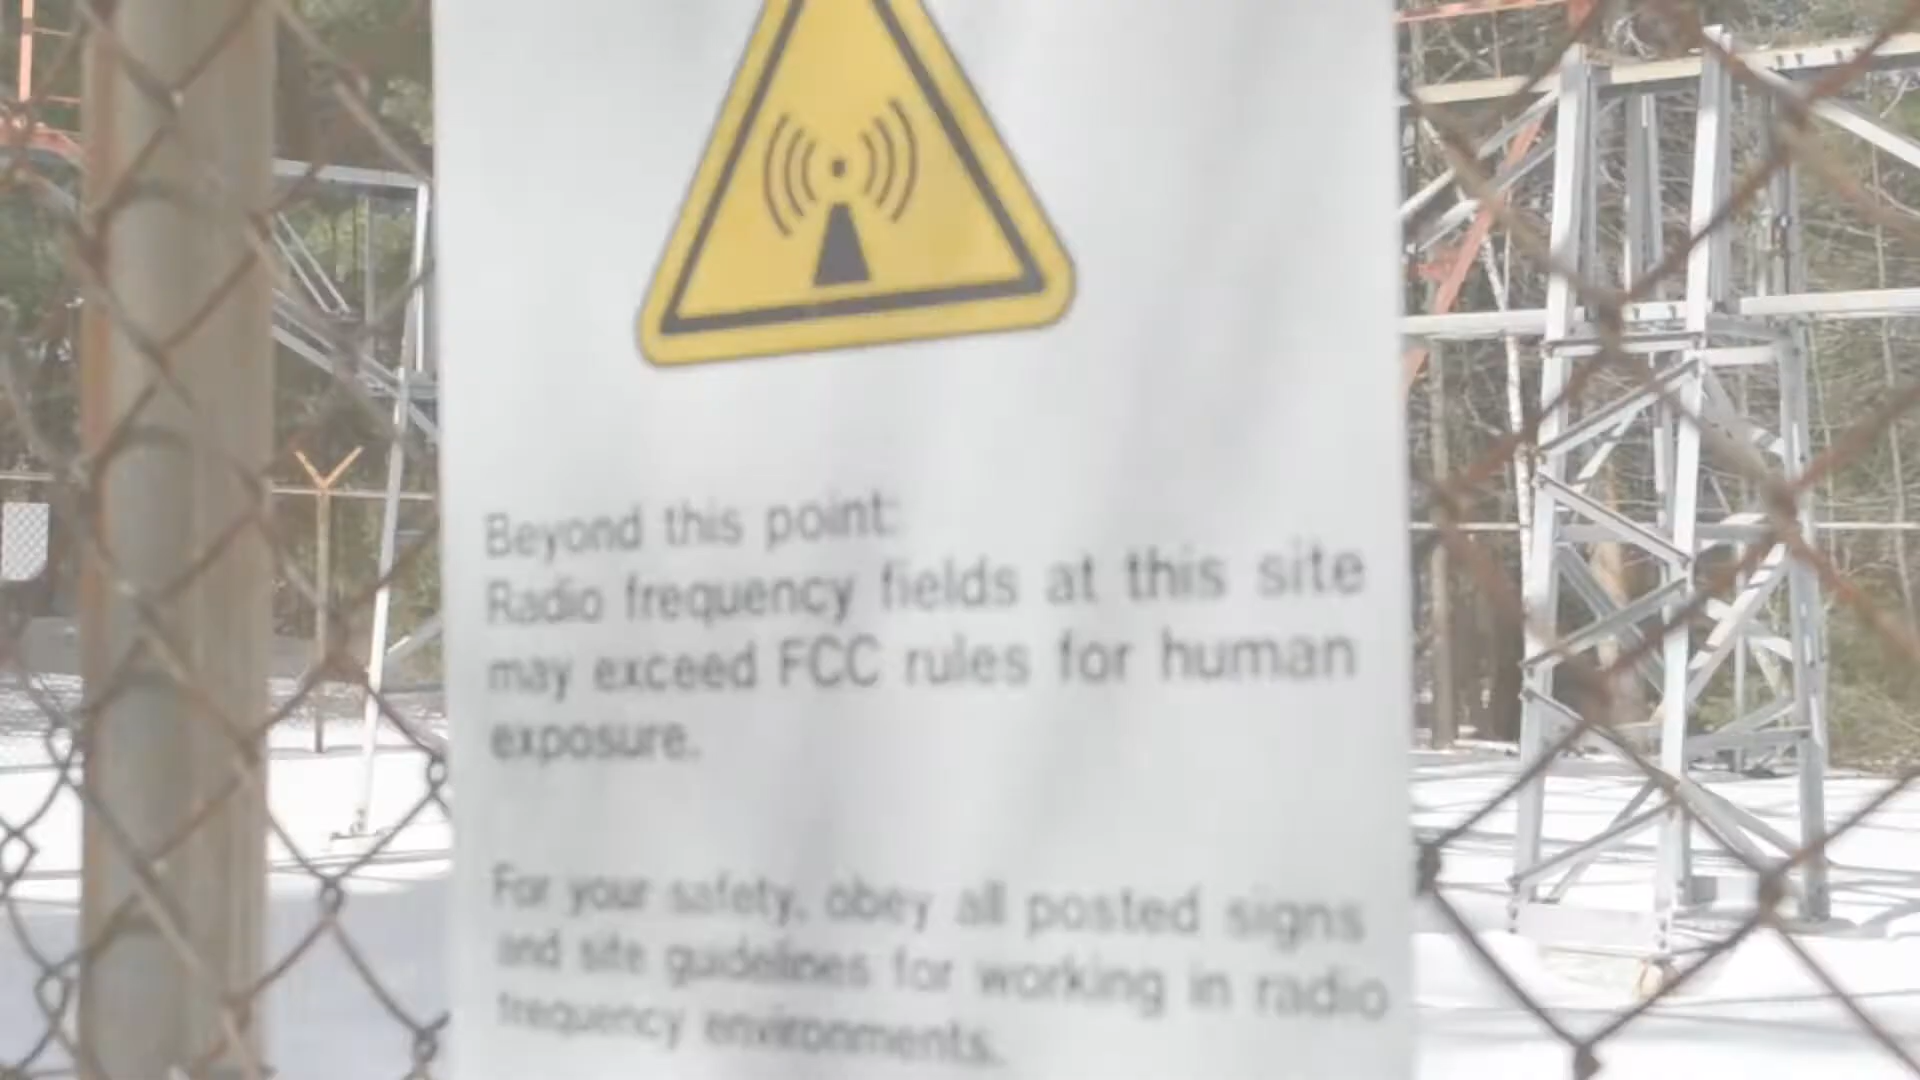 Beyond this point:
Radio frequency fields at this site
may exceed FCC rules for human
exposure.
For your safety, obey all posted signs
and site guidelines for working in radio
frequency environments.